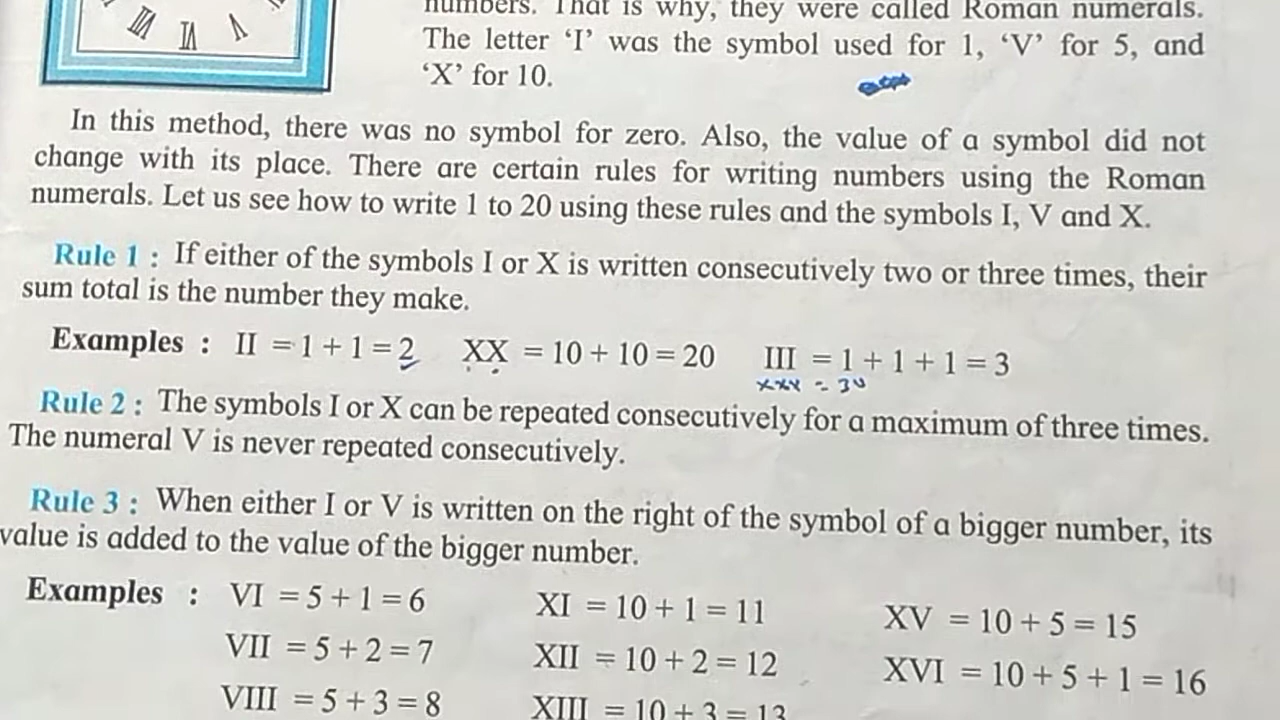 numbers. That is why, they were called Roman numerals.
The letter ‘I’ was the symbol used for 1, ‘V’ for 5, and
‘X’ for 10.
In this method, there was no symbol for zero. Also, the value of a symbol did not
change with its place. There are certain rules for writing numbers using the Roman
numerals. Let us see how to write 1 to 20 using these rules and the symbols I, V and X.
Rule 1 : If either of the symbols I or X is written consecutively two or three times, their
sum total is the number they make.
Examples : II = 1 + 1 = 2 XX = 10 + 10 = 20 III = 1 + 1 + 1 = 3
xxx = 30
Rule 2 : The symbols I or X can be repeated consecutively for a maximum of three times.
The numeral V is never repeated consecutively.
Rule 3 : When either I or V is written on the right of the symbol of a bigger number, its
value is added to the value of the bigger number.
Examples : VI = 5 + 1 = 6 XI = 10 + 1 = 11 XV = 10 + 5 = 15
VII = 5 + 2 = 7 XII = 10 + 2 = 12 XVI = 10 + 5 + 1 = 16
VIII = 5 + 3 = 8 XIII = 10 + 3 = 13